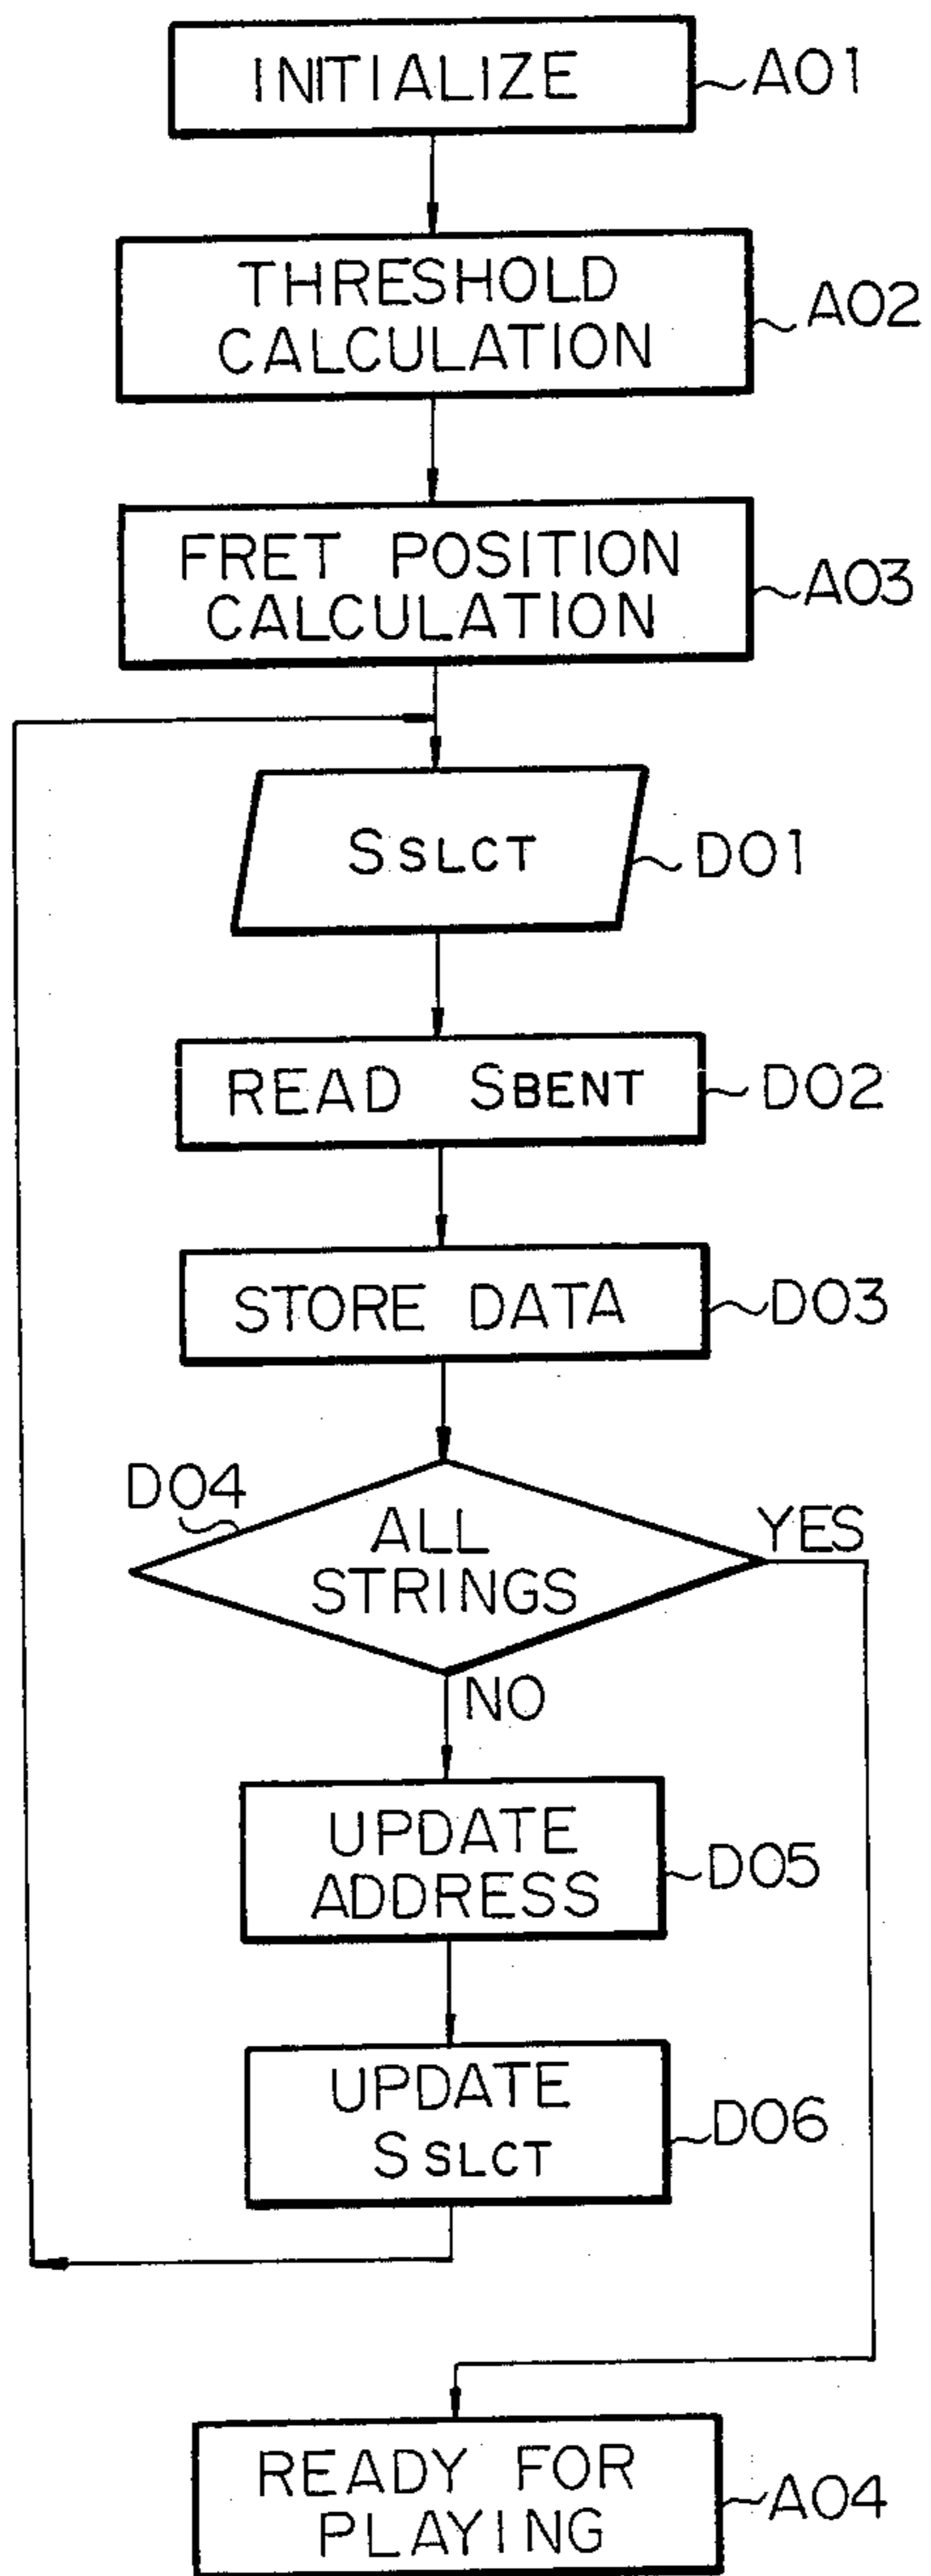 INITIALIZE
A01
THRESHOLD
CALCULATION
A02
FRET POSITION
CALCULATION
A03
SSLCT
D01
READ SBENT
D02
STORE DATA
D03
D04
ALL
STRINGS
YES
NO
UPDATE
ADDRESS
D05
UPDATE
SSLCT
D06
READY FOR
PLAYING
A04